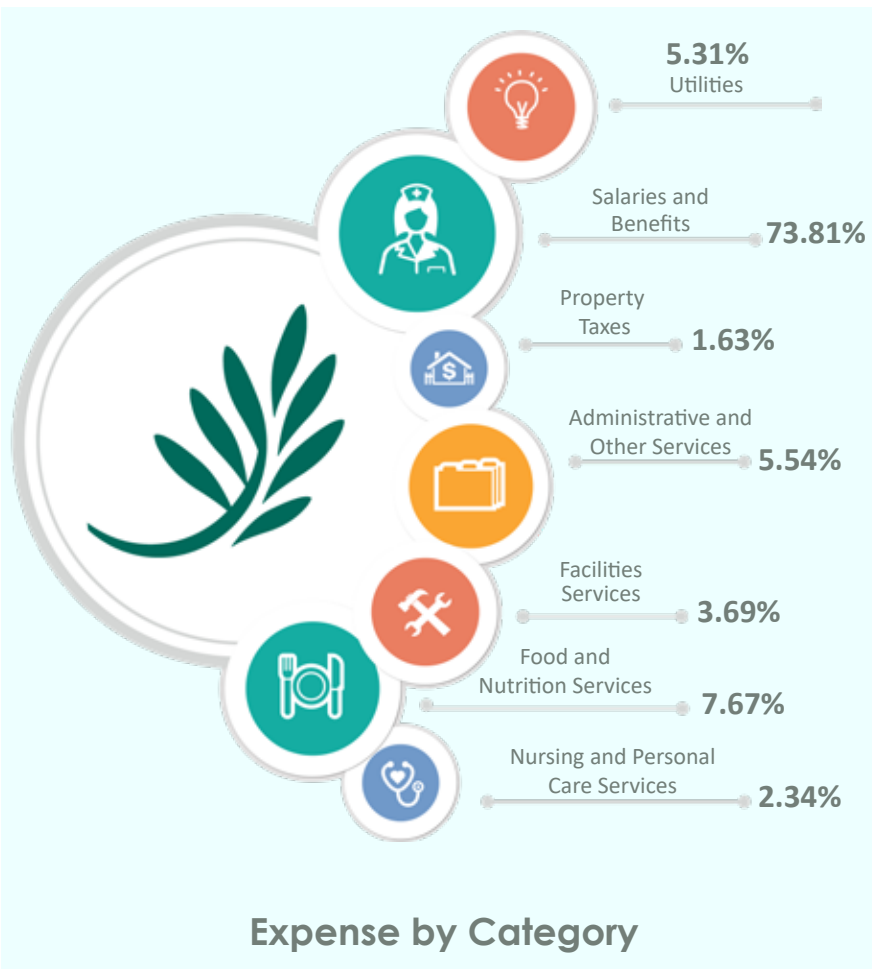 5.31%
Utilities
Salaries and
Benefits
73.81%
Property
Taxes
1.63%
Administrative and
Other Services
5.54%
Facilities
Services
3.69%
Food and
Nutrition Services
7.67%
Nursing and Personal
Care Services
2.34%
$
Expense by Category